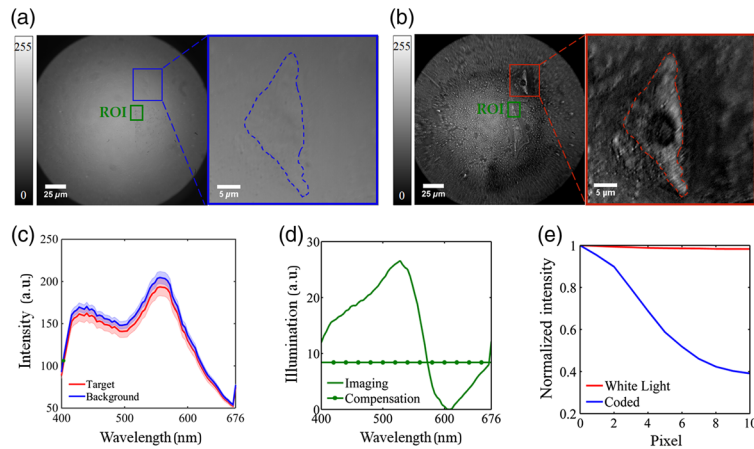 (a)
(b)
255
0
ROI
25 µm
5 µm
255
0
ROI
25 µm
5 µm
(c)
Intensity (a.u.)
250
200
150
100
50
400
500
600
676
Wavelength (nm)
Target
Background
(d)
Illumination (a.u)
30
20
10
0
400
500
600
676
Wavelength (nm)
Imaging
Compensation
(e)
Normalized intensity
1
0.8
0.6
0.4
0.2
0
2
4
6
8
10
Pixel
White Light
Coded